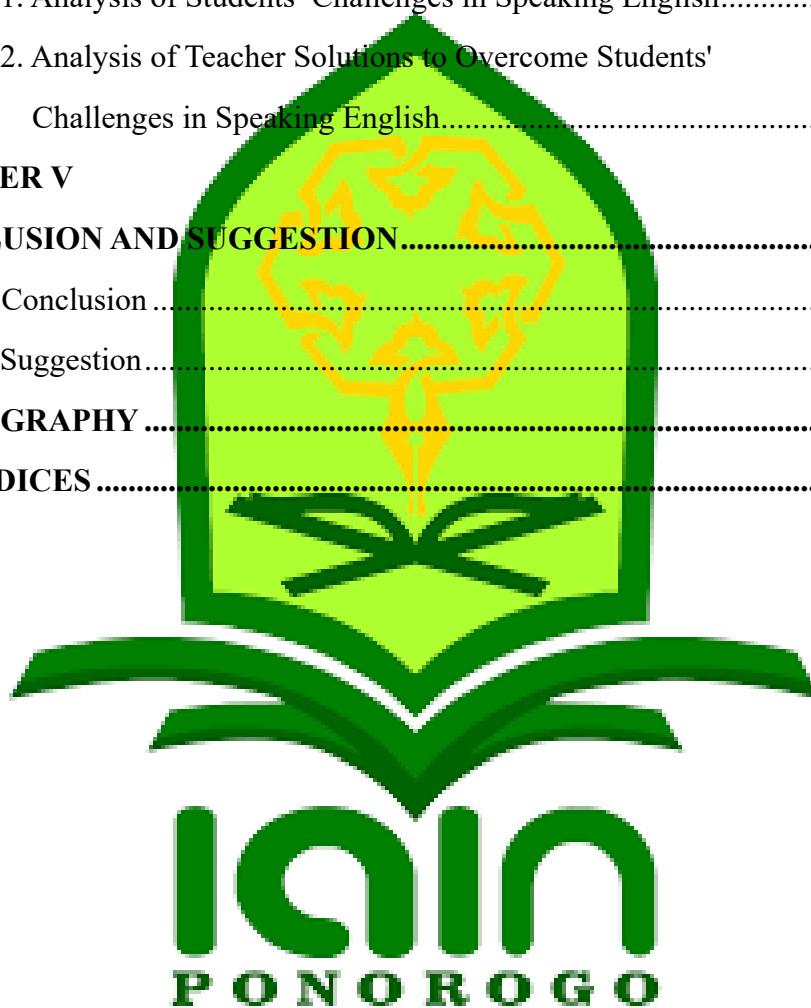 1. Analysis of Students' Challenges in Speaking English.........
2. Analysis of Teacher Solutions to Overcome Students'
Challenges in Speaking English..............................................
ER V
LUSION AND SUGGESTION....................................................
Conclusion ...................................................................................
Suggestion....................................................................................
GRAPHY ...................................................................................
DICES .........................................................................................
iain
PONOROGO